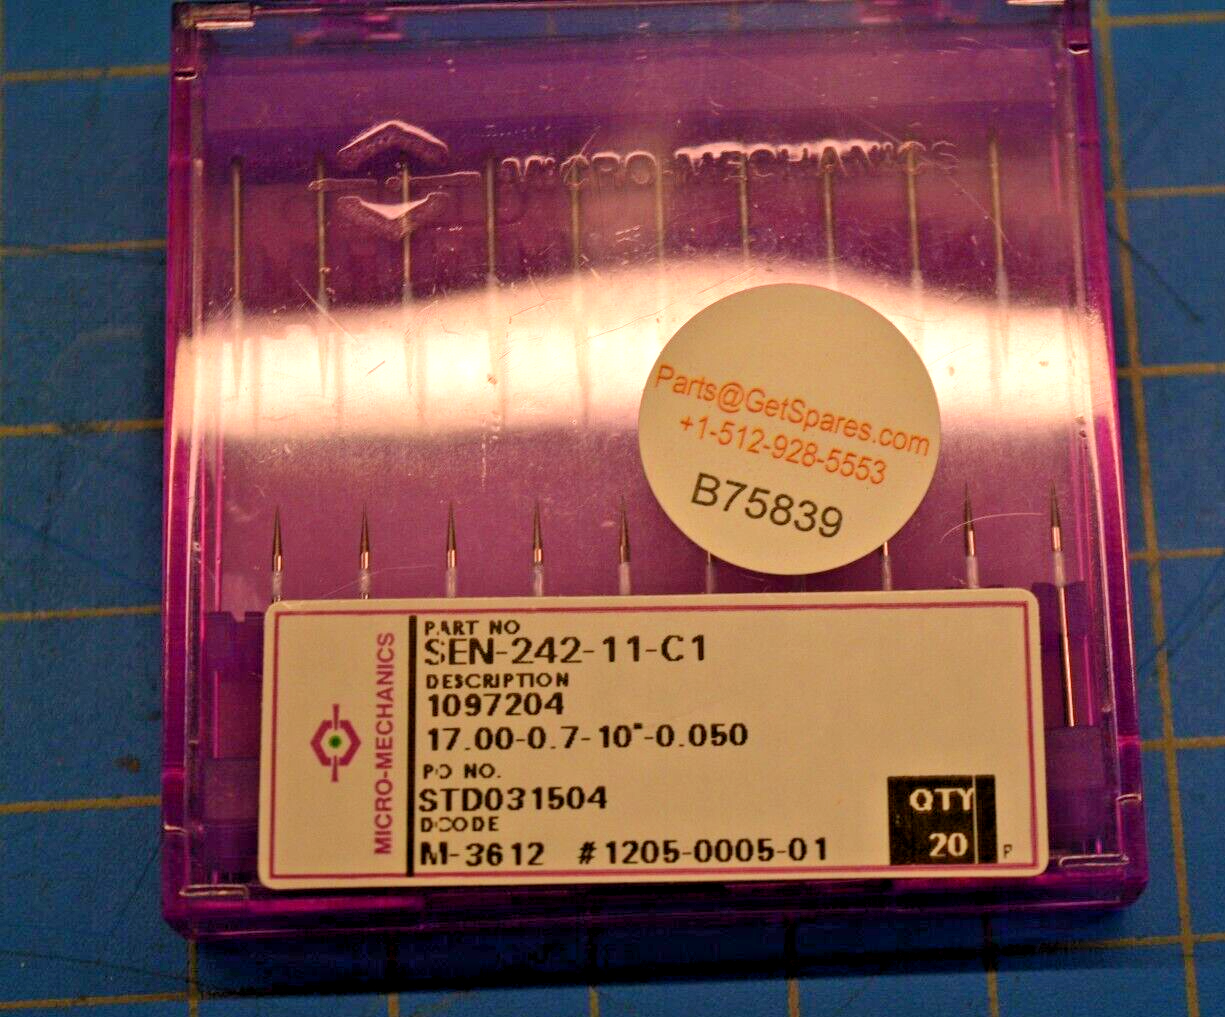 MICRO-MECHANICS
Parts@GetSpares.com
+1-512-928-5553
B75839
MICRO-MECHANICS
PART NO
SEN-242-11-C1
DESCRIPTION
1097204
17.00-0.7-10°-0.050
PO NO.
STD031504
DCODE
M-3612 #1205-0005-01
QTY
20
P